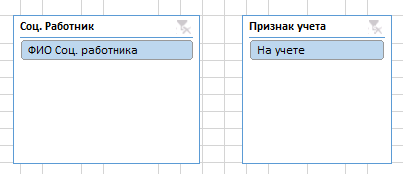 Соц. Работник
ФИО Соц. работника
Признак учета
На учете